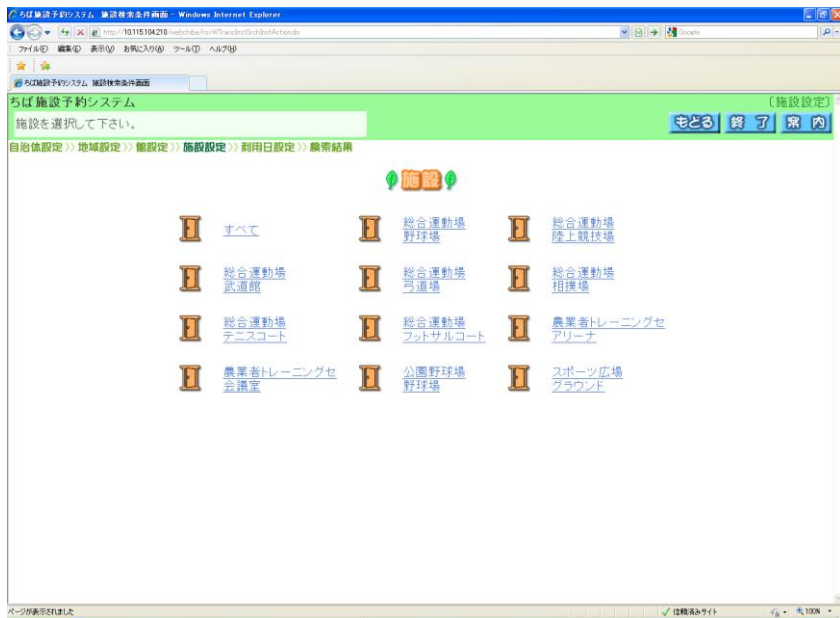 ちば施設予約システム 施設検索条件画面 - Windows Internet Explorer
http://10.115.104.210/webchiba/rsvWTransInstSrchInstAction.do
Google
ファイル(F) 編集(E) 表示(V) お気に入り(A) ツール(T) ヘルプ(H)
ちば施設予約システム 施設検索条件画面
ちば施設予約システム
〔施設設定〕
施設を選択して下さい。
もどる 終了 案内
自治体設定>>地域設定>>館設定>>施設設定>>利用日設定>>検索結果
施設
すべて
総合運動場
野球場
総合運動場
陸上競技場
総合運動場
武道館
総合運動場
弓道場
総合運動場
相撲場
総合運動場
テニスコート
総合運動場
フットサルコート
農業者トレーニングセ
アリーナ
農業者トレーニングセ
会議室
公園野球場
野球場
スポーツ広場
グラウンド
ページが表示されました
信頼済みサイト
100%